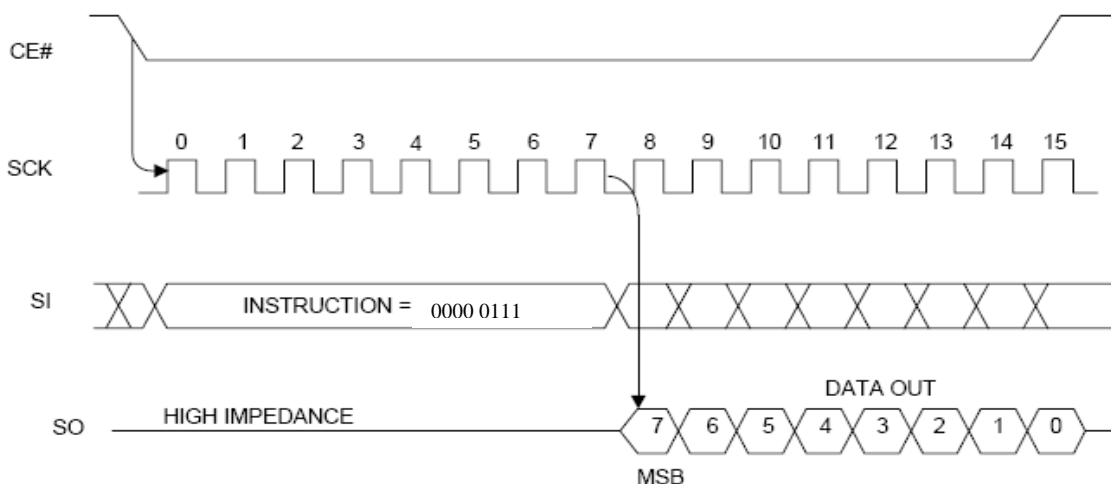 CE#
0 1 2 3 4 5 6 7 8 9 10 11 12 13 14 15
SCK
SI INSTRUCTION = 0000 0111
DATA OUT
SO HIGH IMPEDANCE 7 6 5 4 3 2 1 0
MSB